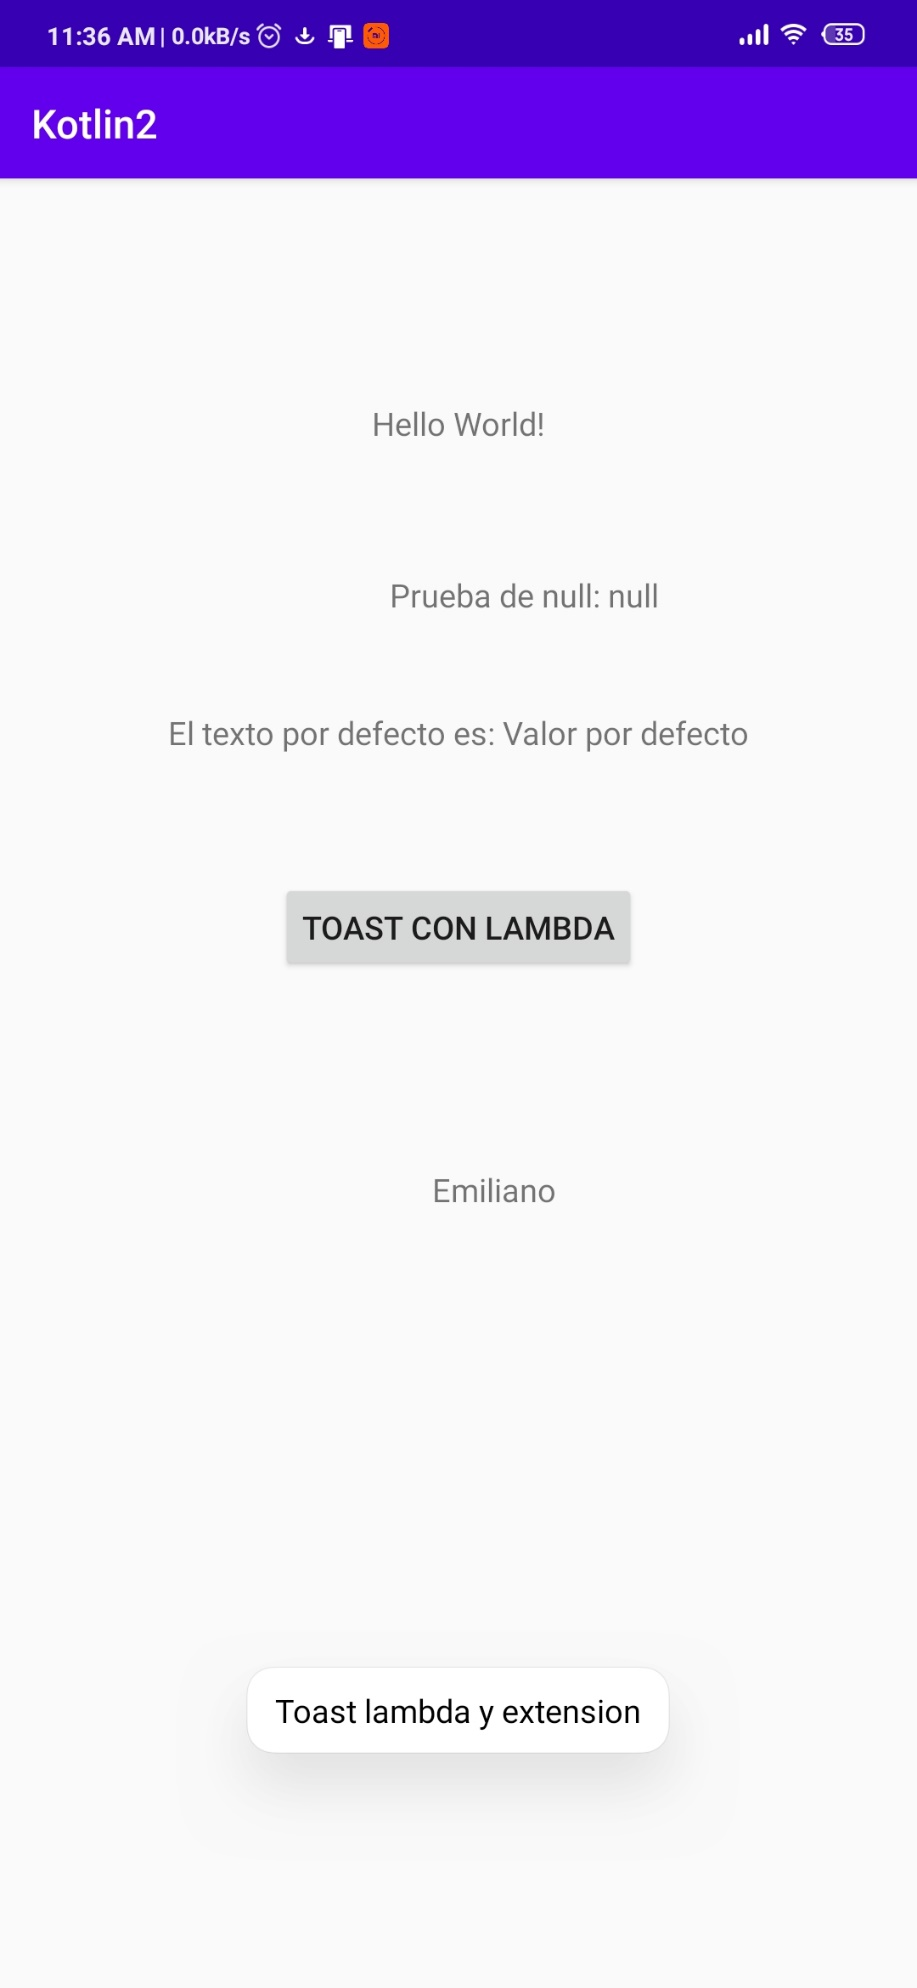 11:36 AM | 0.0kB/s 35
Kotlin2
Hello World!
Prueba de null: null
El texto por defecto es: Valor por defecto
TOAST CON LAMBDA
Emiliano
Toast lambda y extension